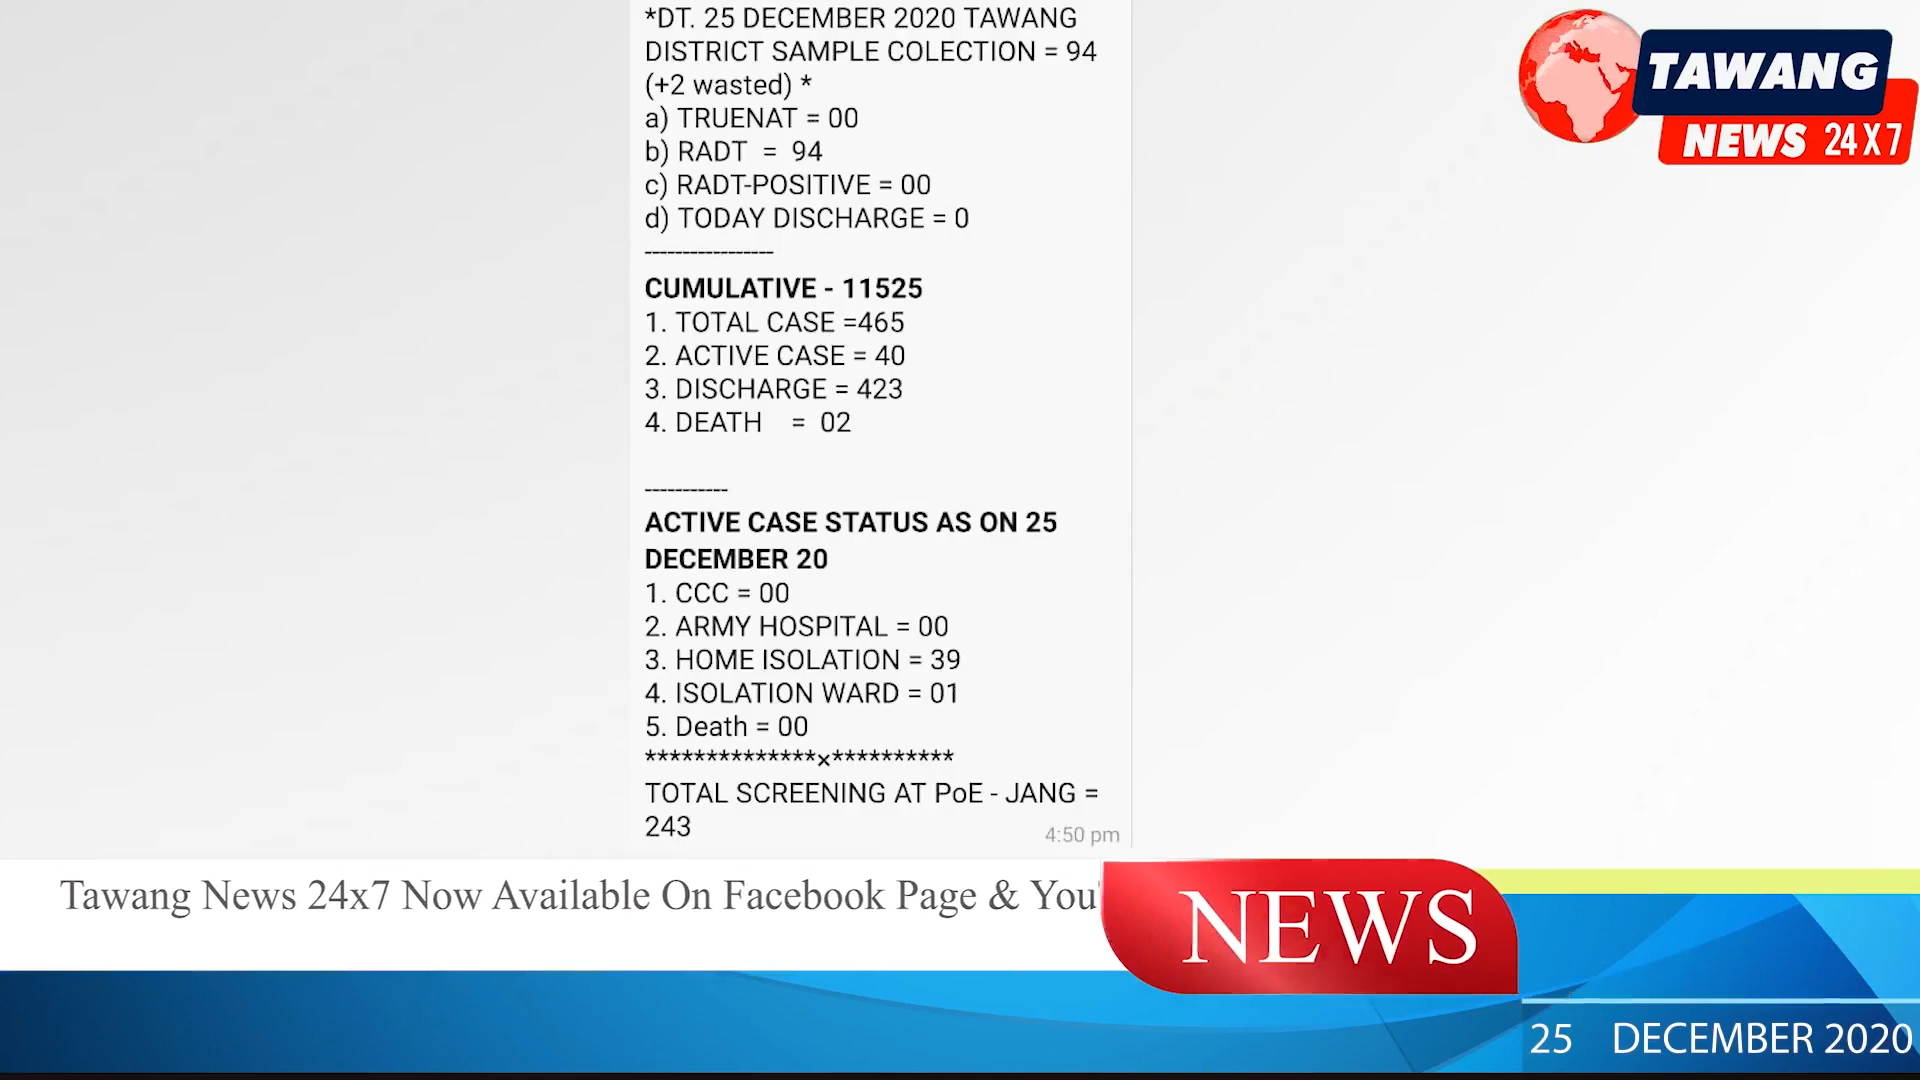 *DT. 25 DECEMBER 2020 TAWANG
DISTRICT SAMPLE COLECTION = 94
(+2 wasted) *
a) TRUENAT = 00
b) RADT = 94
c) RADT-POSITIVE = 00
d) TODAY DISCHARGE = 0
-----------------
CUMULATIVE - 11525
1. TOTAL CASE =465
2. ACTIVE CASE = 40
3. DISCHARGE = 423
4. DEATH = 02
-----------
ACTIVE CASE STATUS AS ON 25
DECEMBER 20
1. CCC = 00
2. ARMY HOSPITAL = 00
3. HOME ISOLATION = 39
4. ISOLATION WARD = 01
5. Death = 00
**************×**********
TOTAL SCREENING AT PoE - JANG =
243
4:50 pm
TAWANG
NEWS 24X7
Tawang News 24x7 Now Available On Facebook Page & You
NEWS
25 DECEMBER 2020